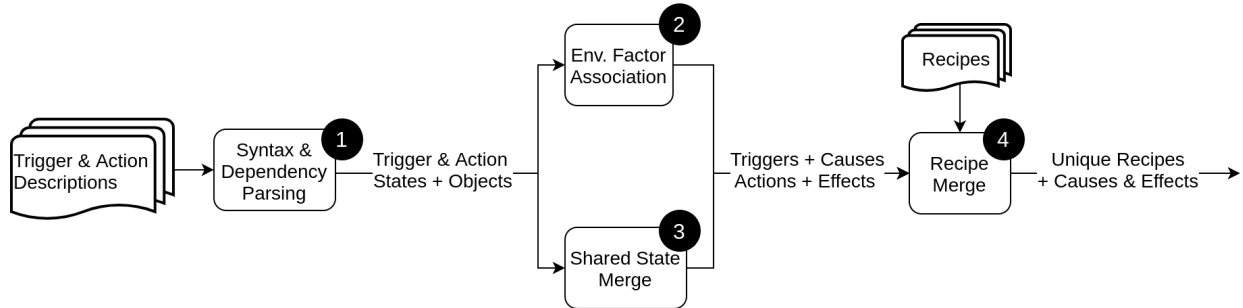 Trigger & Action
Descriptions
1
Syntax &
Dependency
Parsing
Trigger & Action
States + Objects
2
Env. Factor
Association
3
Shared State
Merge
Triggers + Causes
Actions + Effects
Recipes
4
Recipe
Merge
Unique Recipes
+ Causes & Effects